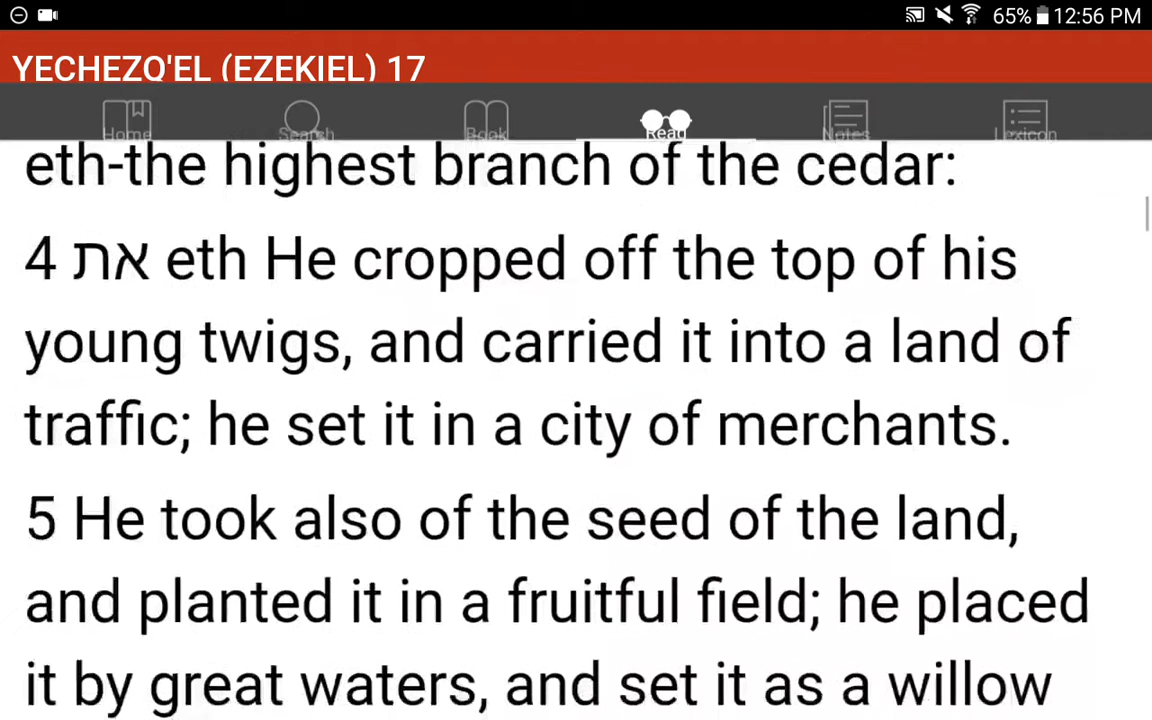 65% 12:56 PM
YECHEZQ'EL (EZEKIEL) 17
Home Search Book Read Notes Lexicon
eth-the highest branch of the cedar:
4 את eth He cropped off the top of his
young twigs, and carried it into a land of
traffic; he set it in a city of merchants.
5 He took also of the seed of the land,
and planted it in a fruitful field; he placed
it by great waters, and set it as a willow